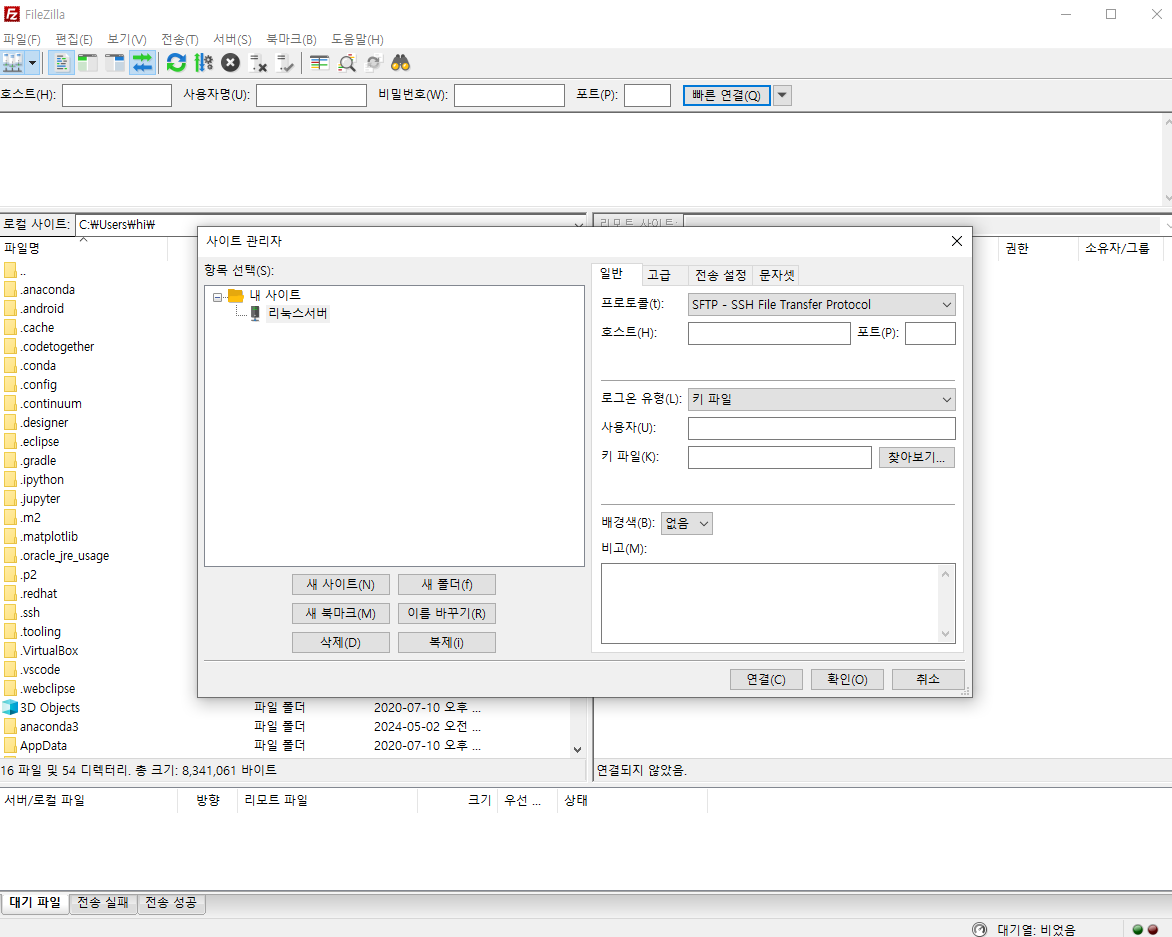 FileZilla
파일(F) 편집(E) 보기(V) 전송(T) 서버(S) 북마크(B) 도움말(H)
호스트(H): 사용자명(U): 비밀번호(W): 포트(P): 빠른 연결(Q)
로컬 사이트: C:\Users\hi\
리모트 사이트:
파일명
권한 소유자/그룹
..
.anaconda
.android
.cache
.codetogether
.conda
.config
.continuum
.designer
.eclipse
.gradle
.ipython
.jupyter
.m2
.matplotlib
.oracle_jre_usage
.p2
.redhat
.ssh
.tooling
.VirtualBox
.vscode
.webclipse
3D Objects 파일 폴더 2020-07-10 오후 ...
anaconda3 파일 폴더 2024-05-02 오전 ...
AppData 파일 폴더 2020-07-10 오후 ...
사이트 관리자
항목 선택(S):
내 사이트
리눅스서버
새 사이트(N) 새 폴더(f)
새 북마크(M) 이름 바꾸기(R)
삭제(D) 복제(i)
일반 고급 전송 설정 문자셋
프로토콜(t): SFTP - SSH File Transfer Protocol
호스트(H): 포트(P):
로그온 유형(L): 키 파일
사용자(U):
키 파일(K): 찾아보기...
배경색(B): 없음
비고(M):
연결(C) 확인(O) 취소
16 파일 및 54 디렉터리. 총 크기: 8,341,061 바이트
연결되지 않았음.
서버/로컬 파일 방향 리모트 파일 크기 우선 ... 상태
대기 파일 전송 실패 전송 성공
대기열: 비었음